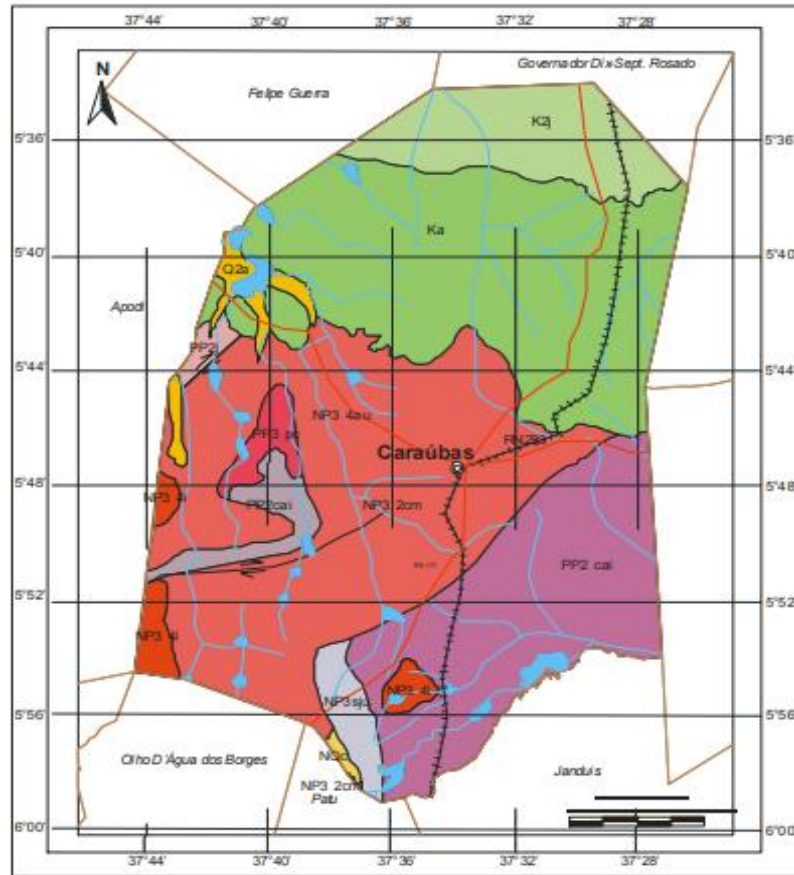 37°44' 37°40' 37°36' 37°32' 37°28'
Governador Dix-Sept. Rosado
N
Felipe Guerra
K2j
5°36' 5°36'
Ka
5°40' 5°40'
Q2a
Apodi
PP2
5°44' 5°44'
NP3 4au
PP3 pc
RN233
Caraúbas
NP3 4i
5°48' 5°48'
PP2cai
NP3 2cm
PP2 cai
5°52' 5°52'
NP3 4i
NP3 4i
NP3sju
5°56' 5°56'
Olho D'Água dos Borges
Janduis
NP3 2cm
Patu
6°00' 6°00'
37°44' 37°40' 37°36' 37°32' 37°28'